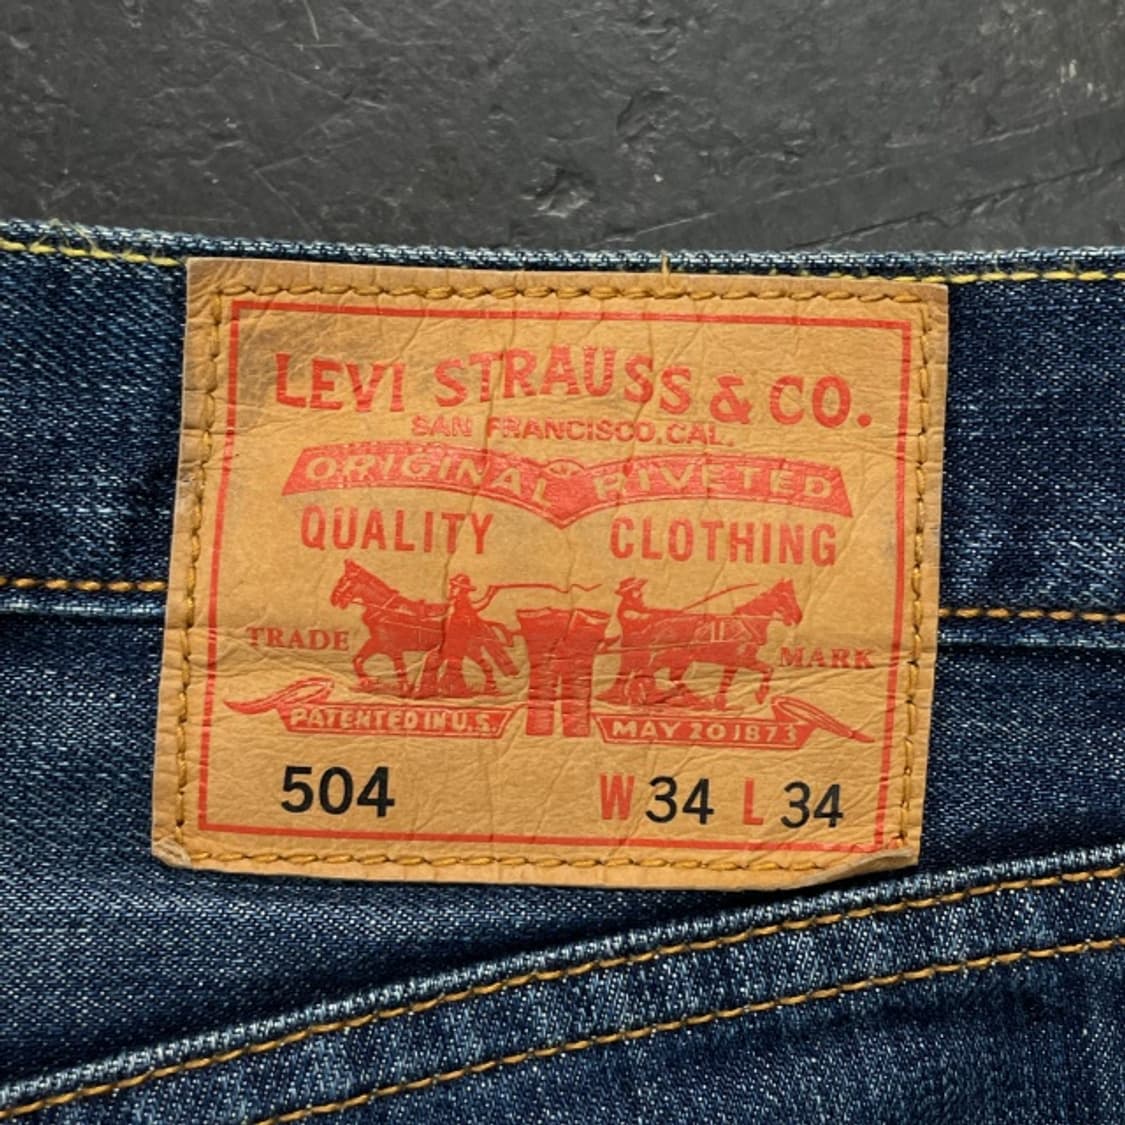 LEVI STRAUSS & CO.
SAN FRANCISCO, CAL.
ORIGINAL RIVETED
QUALITY CLOTHING
TRADE MARK
PATENTED IN U.S. MAY 20 1873
504 W 34 L 34